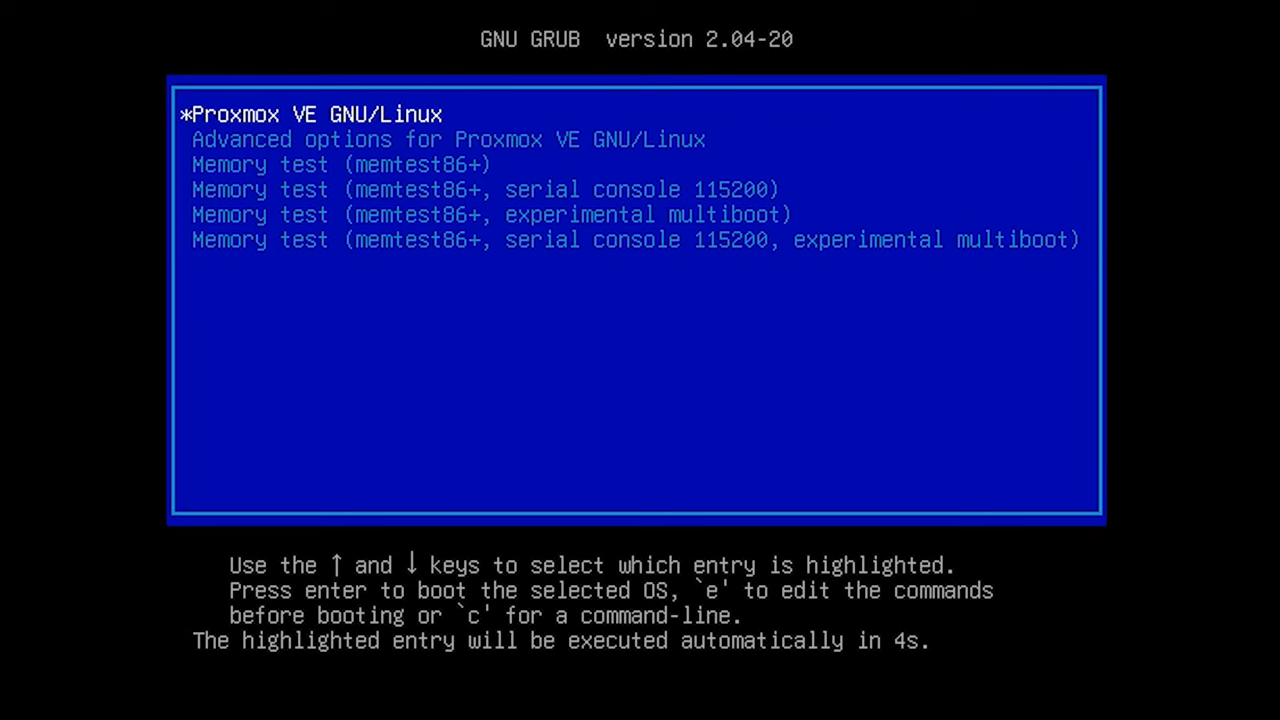 GNU GRUB  version 2.04-20
*Proxmox VE GNU/Linux
Advanced options for Proxmox VE GNU/Linux
Memory test (memtest86+)
Memory test (memtest86+, serial console 115200)
Memory test (memtest86+, experimental multiboot)
Memory test (memtest86+, serial console 115200, experimental multiboot)
Use the ↑ and ↓ keys to select which entry is highlighted.
Press enter to boot the selected OS, `e' to edit the commands
before booting or `c' for a command-line.
The highlighted entry will be executed automatically in 4s.